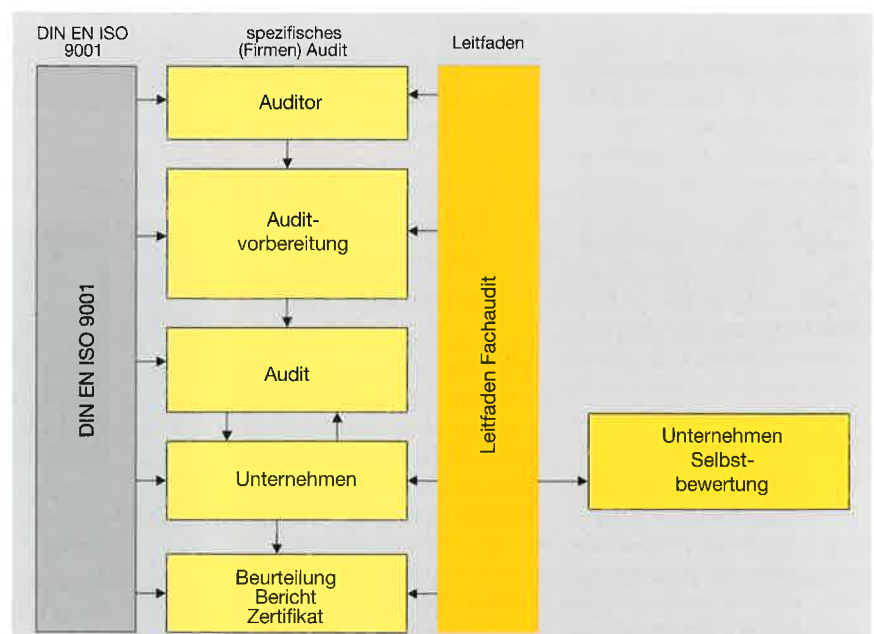 DIN EN ISO
9001
spezifisches
(Firmen) Audit
Leitfaden
DIN EN ISO 9001
Auditor
Audit-
vorbereitung
Audit
Unternehmen
Beurteilung
Bericht
Zertifikat
Leitfaden Fachaudit
Unternehmen
Selbst-
bewertung